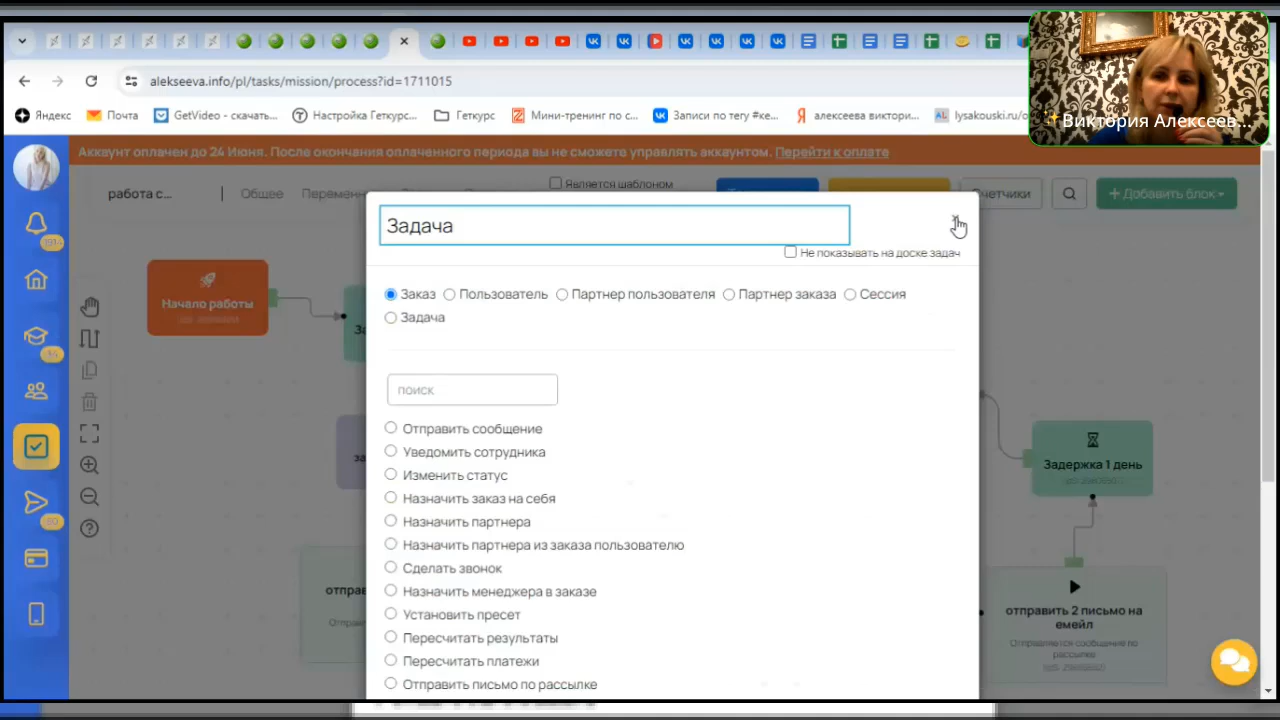 alekseeva.info/pl/tasks/mission/process?id=1711015
Яндекс
Почта
GetVideo - скачать...
Настройка Геткурс...
Геткурс
Мини-тренинг по с...
Записи по тегу #ке...
алексеева виктори...
lysakouski.ru/o
✨Виктория Алексеев...
Аккаунт оплачен до 24 Июня. После окончания оплаченного периода вы не сможете управлять аккаунтом. Перейти к оплате
работа с...
Общее
Является шаблоном
Счетчики
+ Добавить блок
Задача
Не показывать на доске задач
Начало работы
1914
Заказ
Пользователь
Партнер пользователя
Партнер заказа
Сессия
Задача
поиск
Отправить сообщение
Уведомить сотрудника
Изменить статус
Назначить заказ на себя
Назначить партнера
Назначить партнера из заказа пользователю
Сделать звонок
Назначить менеджера в заказе
Установить пресет
Пересчитать результаты
Пересчитать платежи
Отправить письмо по рассылке
Задержка 1 день
отправить 2 письмо на
емейл
Отправляется сообщение по
рассылке